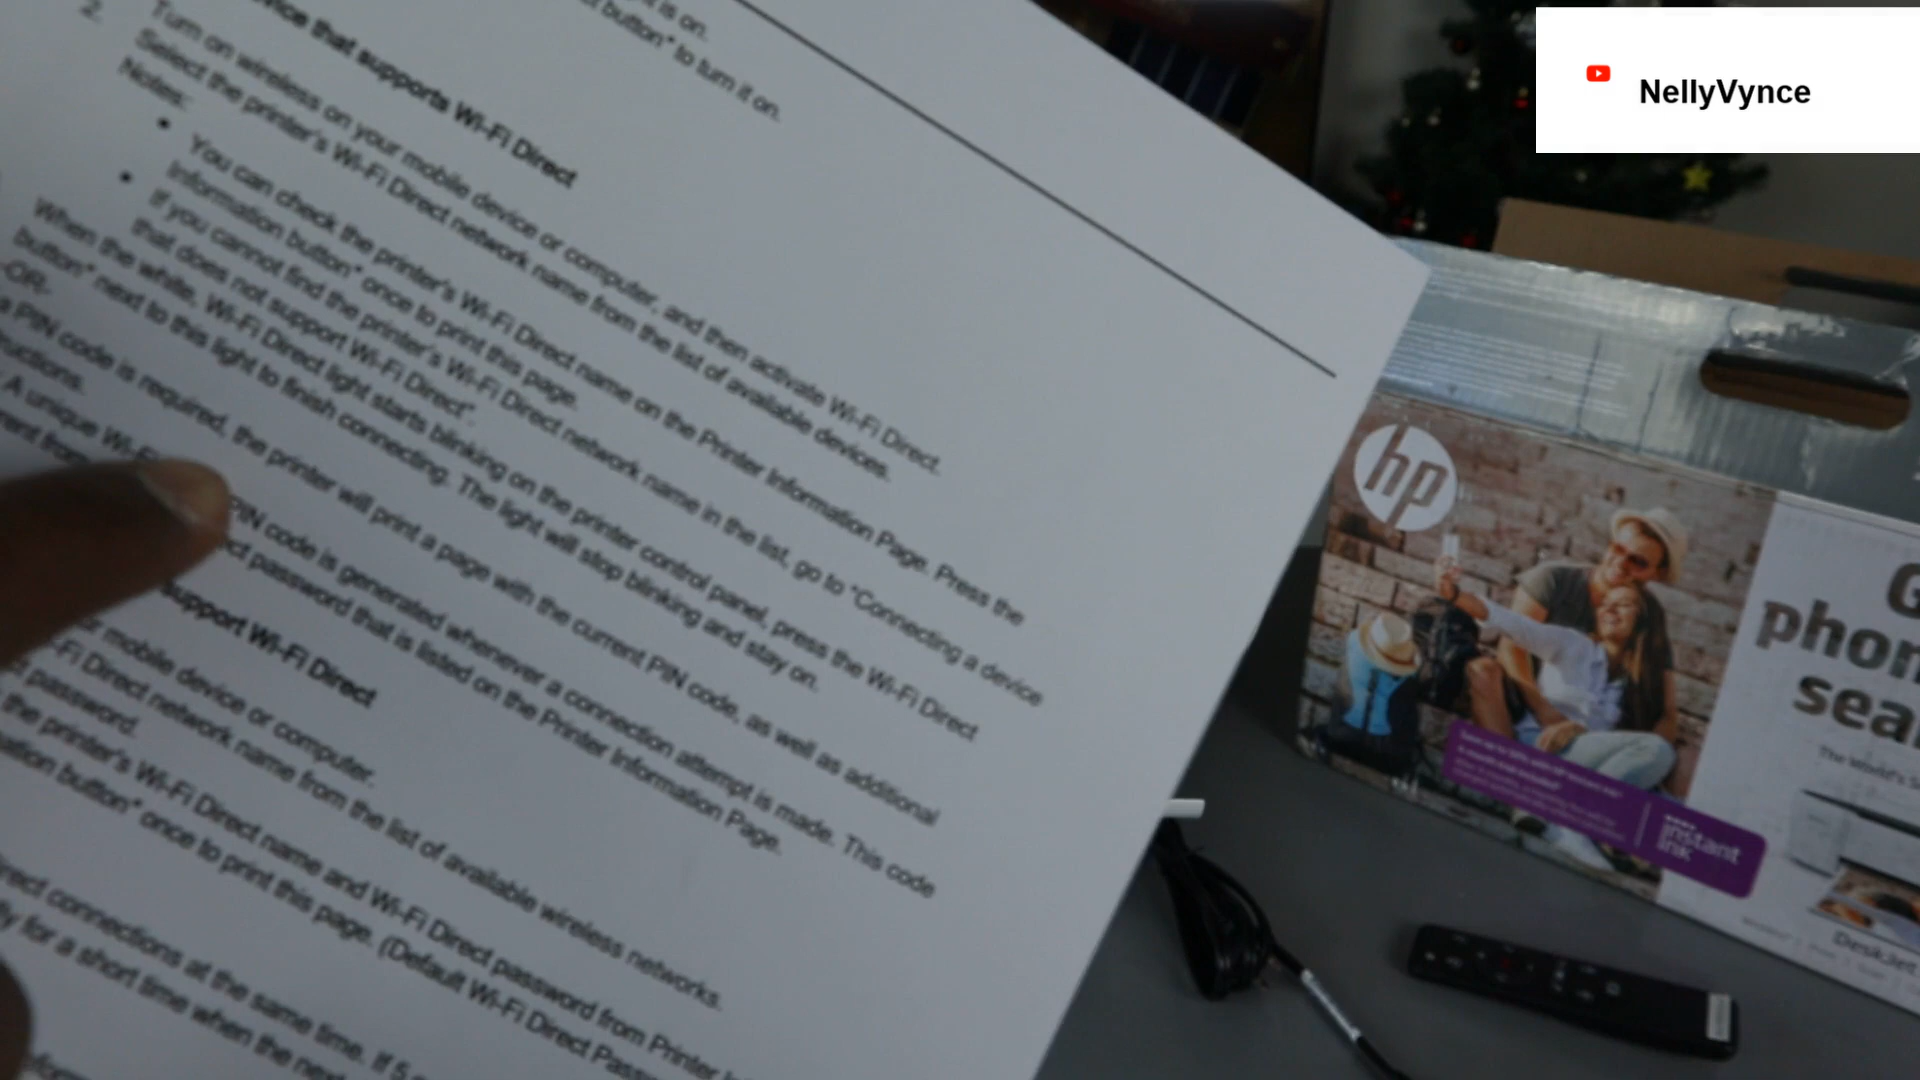 it is on.
button* to turn it on.
device that supports Wi-Fi Direct
Turn on wireless on your mobile device or computer, and then activate Wi-Fi Direct.
2.
Select the printer's Wi-Fi Direct network name from the list of available devices.
Notes:
• You can check the printer's Wi-Fi Direct name on the Printer Information Page. Press the
Information button* once to print this page.
• If you cannot find the printer's Wi-Fi Direct network name in the list, go to "Connecting a device
that does not support Wi-Fi Direct".
When the white, Wi-Fi Direct light starts blinking on the printer control panel, press the Wi-Fi Direct
button* next to this light to finish connecting. The light will stop blinking and stay on.
-OR-
a PIN code is required, the printer will print a page with the current PIN code, as well as additional
A unique Wi-Fi PIN code is generated whenever a connection attempt is made. This code
password that is listed on the Printer Information Page.
support Wi-Fi Direct
mobile device or computer.
Direct network name from the list of available wireless networks.
password.
the printer's Wi-Fi Direct name and Wi-Fi Direct password from Printer
button* once to print this page. (Default Wi-Fi Direct
connections at the same time. If 5
for a short time when the next
NellyVynce
hp
G
phon
sea
The World's
instant
ink
DeskJet